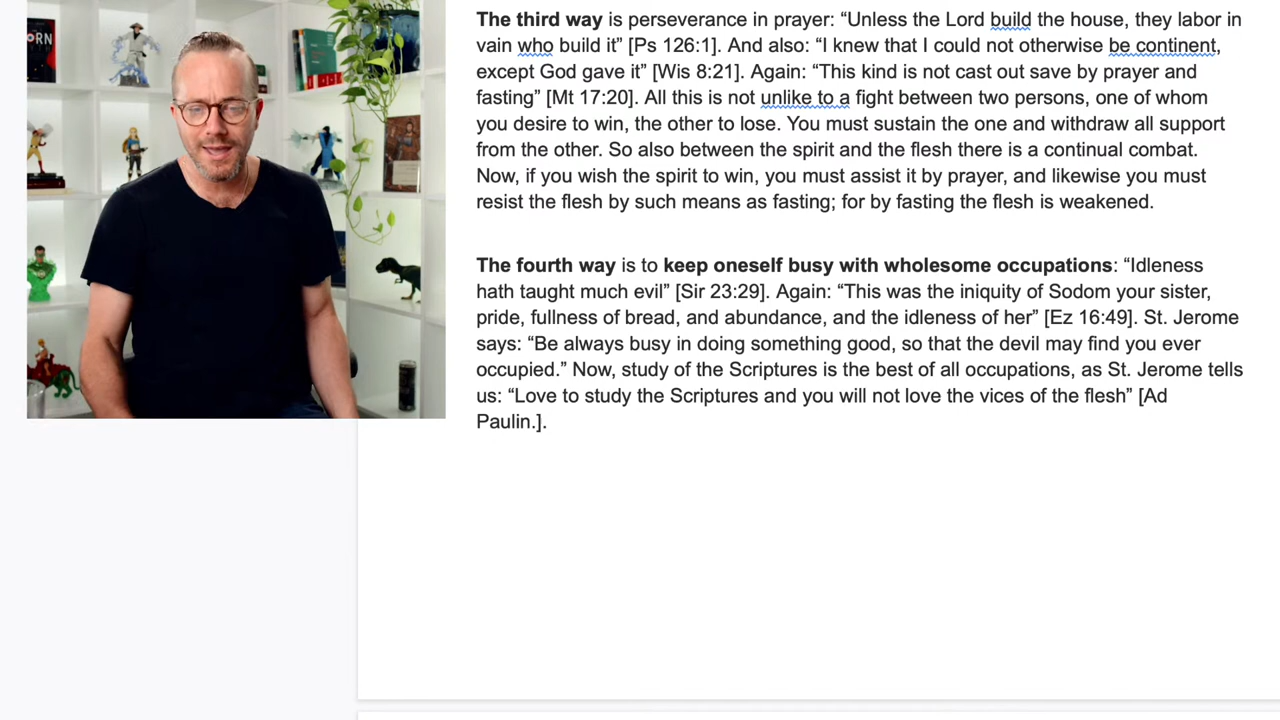 ORN
The third way is perseverance in prayer: “Unless the Lord build the house, they labor in
vain who build it” [Ps 126:1]. And also: “I knew that I could not otherwise be continent,
except God gave it” [Wis 8:21]. Again: “This kind is not cast out save by prayer and
fasting” [Mt 17:20]. All this is not unlike to a fight between two persons, one of whom
you desire to win, the other to lose. You must sustain the one and withdraw all support
from the other. So also between the spirit and the flesh there is a continual combat.
Now, if you wish the spirit to win, you must assist it by prayer, and likewise you must
resist the flesh by such means as fasting; for by fasting the flesh is weakened.
The fourth way is to keep oneself busy with wholesome occupations: “Idleness
hath taught much evil” [Sir 23:29]. Again: “This was the iniquity of Sodom your sister,
pride, fullness of bread, and abundance, and the idleness of her” [Ez 16:49]. St. Jerome
says: “Be always busy in doing something good, so that the devil may find you ever
occupied.” Now, study of the Scriptures is the best of all occupations, as St. Jerome tells
us: “Love to study the Scriptures and you will not love the vices of the flesh” [Ad
Paulin.].